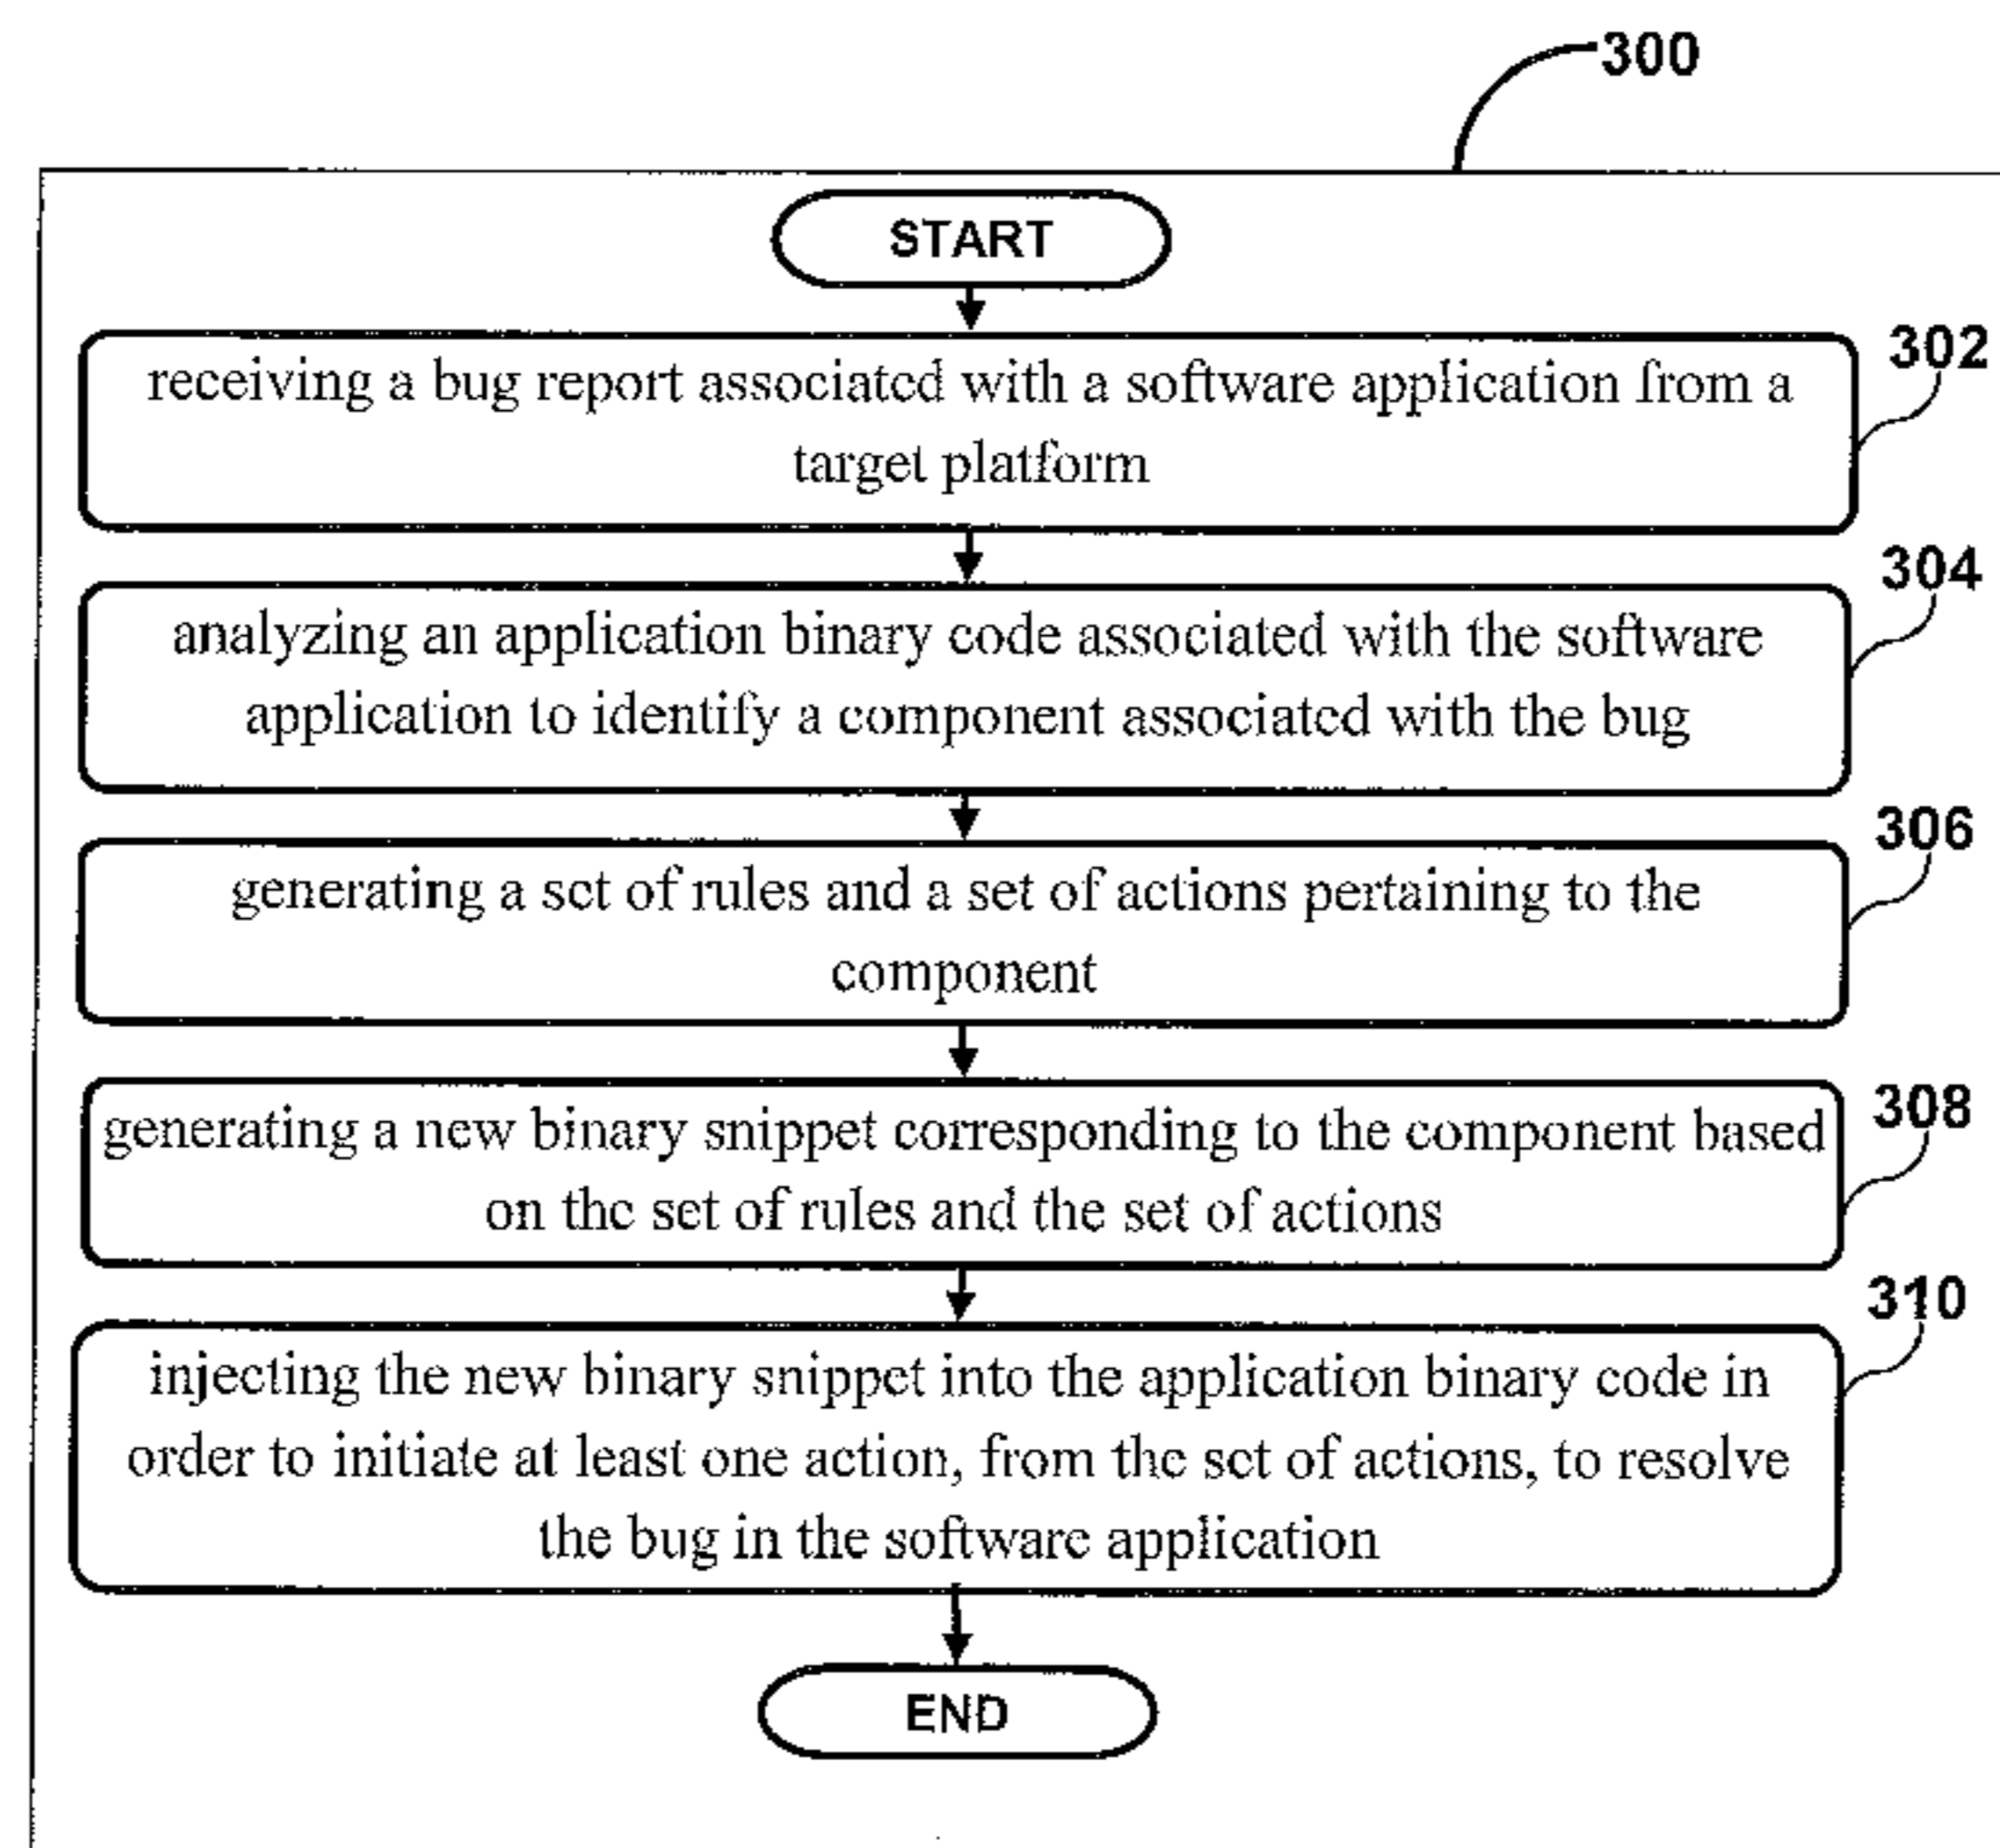 300
START
302
receiving a bug report associated with a software application from a
target platform
304
analyzing an application binary code associated with the software
application to identify a component associated with the bug
306
generating a set of rules and a set of actions pertaining to the
component
308
generating a new binary snippet corresponding to the component based
on the set of rules and the set of actions
310
injecting the new binary snippet into the application binary code in
order to initiate at least one action, from the set of actions, to resolve
the bug in the software application
END